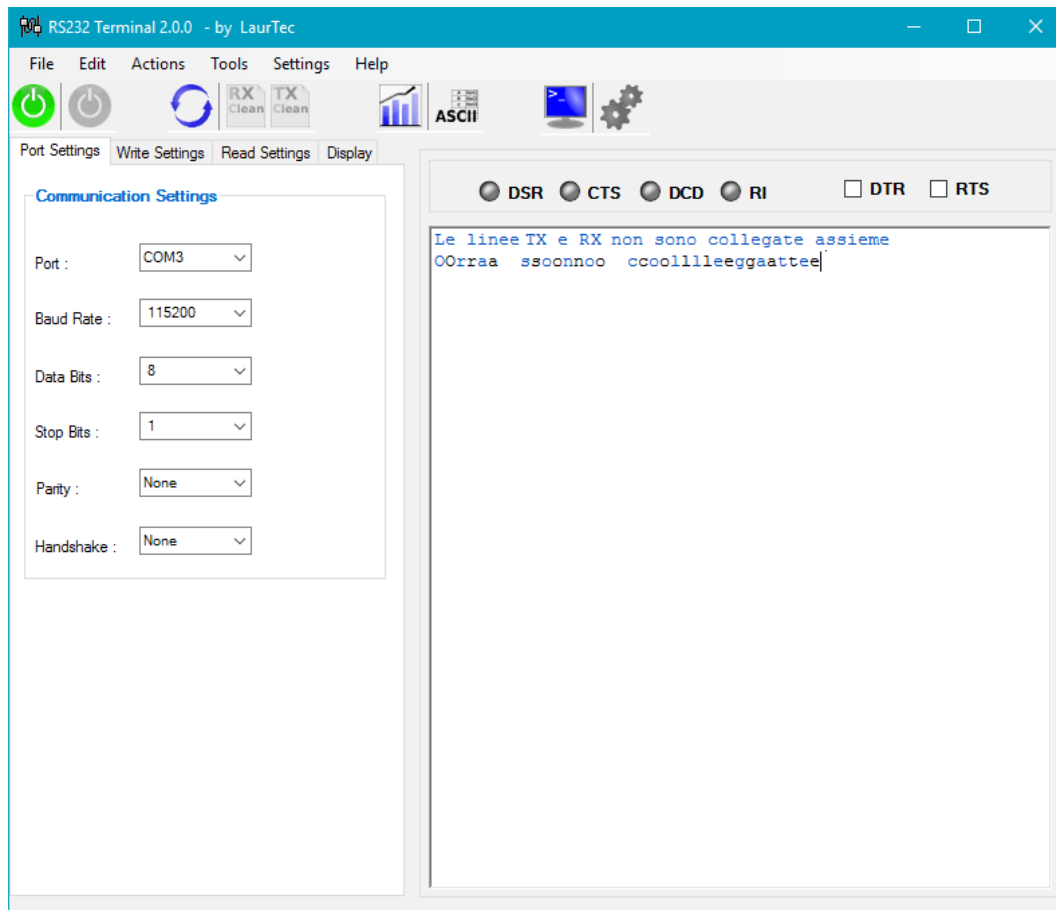 RS232 Terminal 2.0.0 - by LaurTec
File Edit Actions Tools Settings Help
RX Clean TX Clean ASCII >_
Port Settings Write Settings Read Settings Display
Communication Settings
Port : COM3
Baud Rate : 115200
Data Bits : 8
Stop Bits : 1
Parity : None
Handshake : None
DSR CTS DCD RI DTR RTS
Le linee TX e RX non sono collegate assieme
OOrraa  ssoonnoo  ccoolllleeggaattee